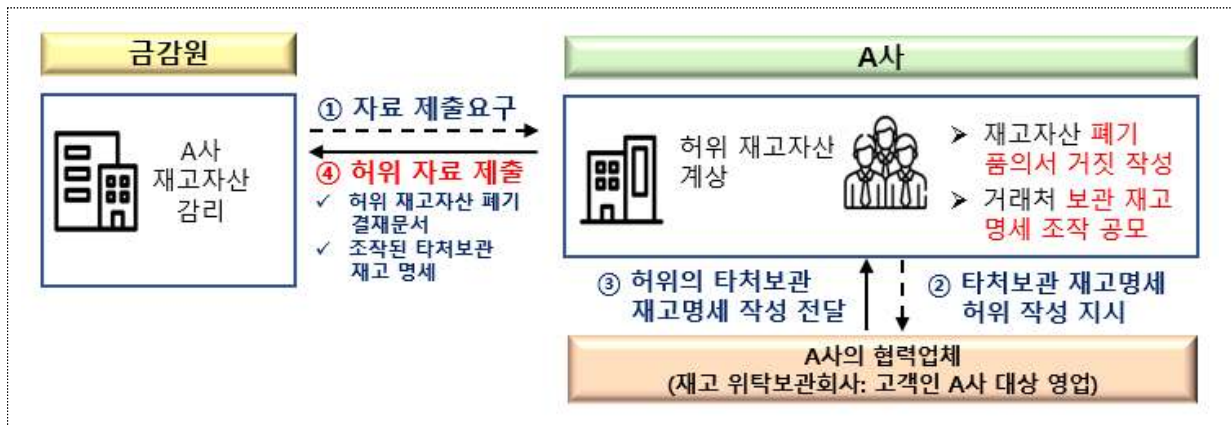 금감원
A사
재고자산
감리
① 자료 제출요구
④ 허위 자료 제출
✓ 허위 재고자산 폐기
결재문서
✓ 조작된 타처보관
재고 명세
A사
허위 재고자산
계상
➢ 재고자산 폐기
품의서 거짓 작성
➢ 거래처 보관 재고
명세 조작 공모
③ 허위의 타처보관
재고명세 작성 전달
② 타처보관 재고명세
허위 작성 지시
A사의 협력업체
(재고 위탁보관회사: 고객인 A사 대상 영업)